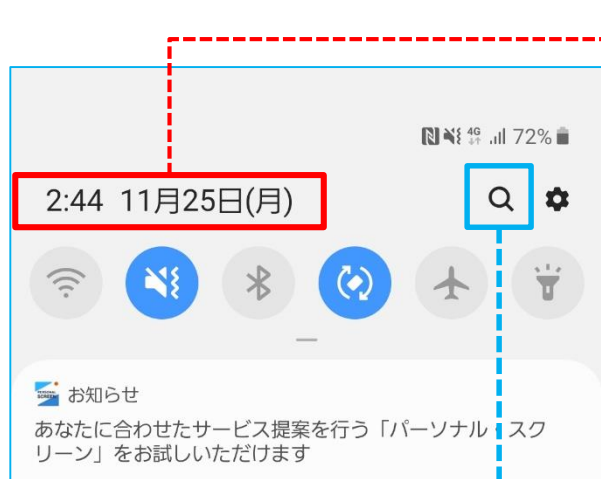 4G 72%
2:44 11月25日(月)
お知らせ
あなたに合わせたサービス提案を行う「パーソナル・スク
リーン」をお試しいただけます